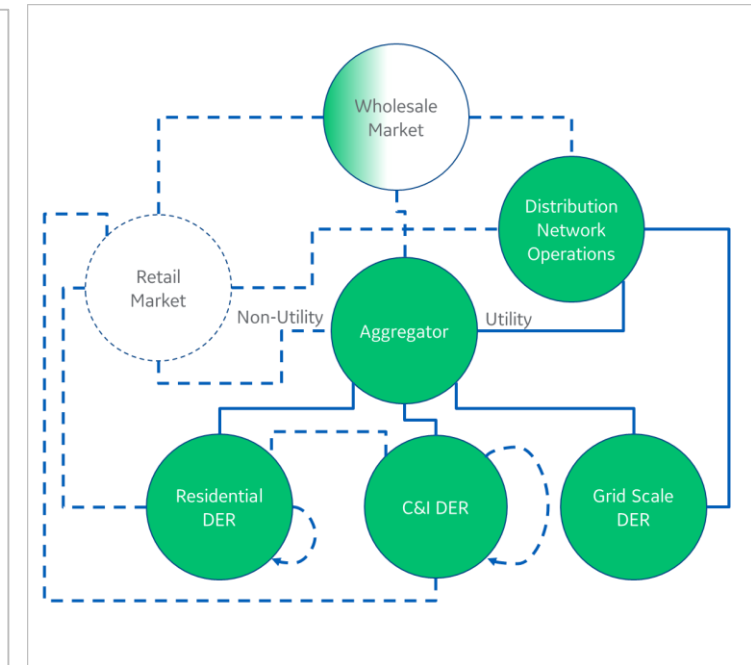 Wholesale
Market
Distribution
Network
Operations
Retail
Market
Non-Utility
Aggregator
Utility
Residential
DER
C&I DER
Grid Scale
DER